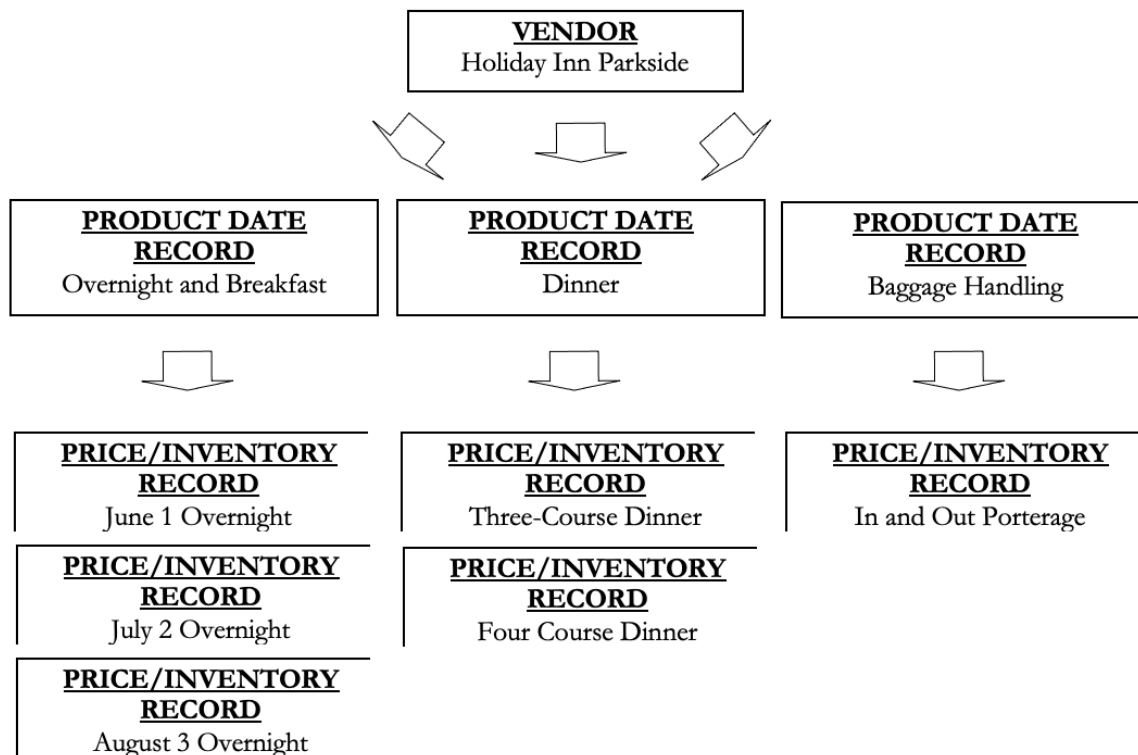 VENDOR
Holiday Inn Parkside
PRODUCT DATE
RECORD
Overnight and Breakfast
PRODUCT DATE
RECORD
Dinner
PRODUCT DATE
RECORD
Baggage Handling
PRICE/INVENTORY
RECORD
June 1 Overnight
PRICE/INVENTORY
RECORD
Three-Course Dinner
PRICE/INVENTORY
RECORD
In and Out Porterage
PRICE/INVENTORY
RECORD
July 2 Overnight
PRICE/INVENTORY
RECORD
Four Course Dinner
PRICE/INVENTORY
RECORD
August 3 Overnight